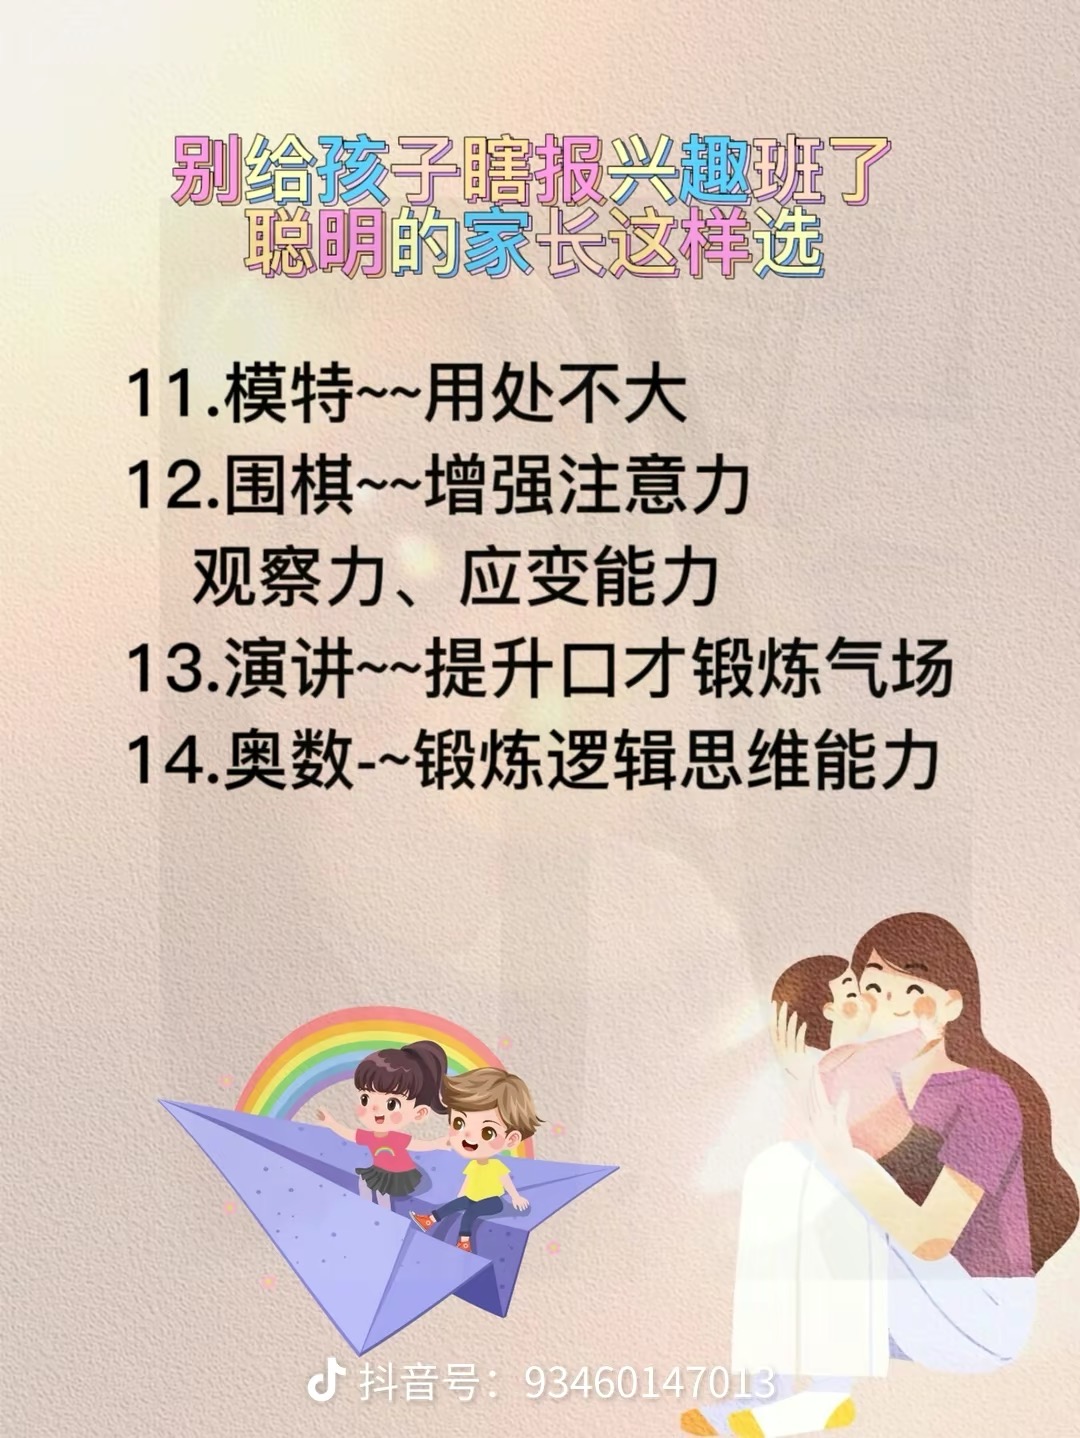 别给孩子瞎报兴趣班了
聪明的家长这样选
11.模特~~用处不大
12.围棋~~增强注意力
观察力、应变能力
13.演讲~~提升口才锻炼气场
14.奥数-~锻炼逻辑思维能力
抖音号：93460147013